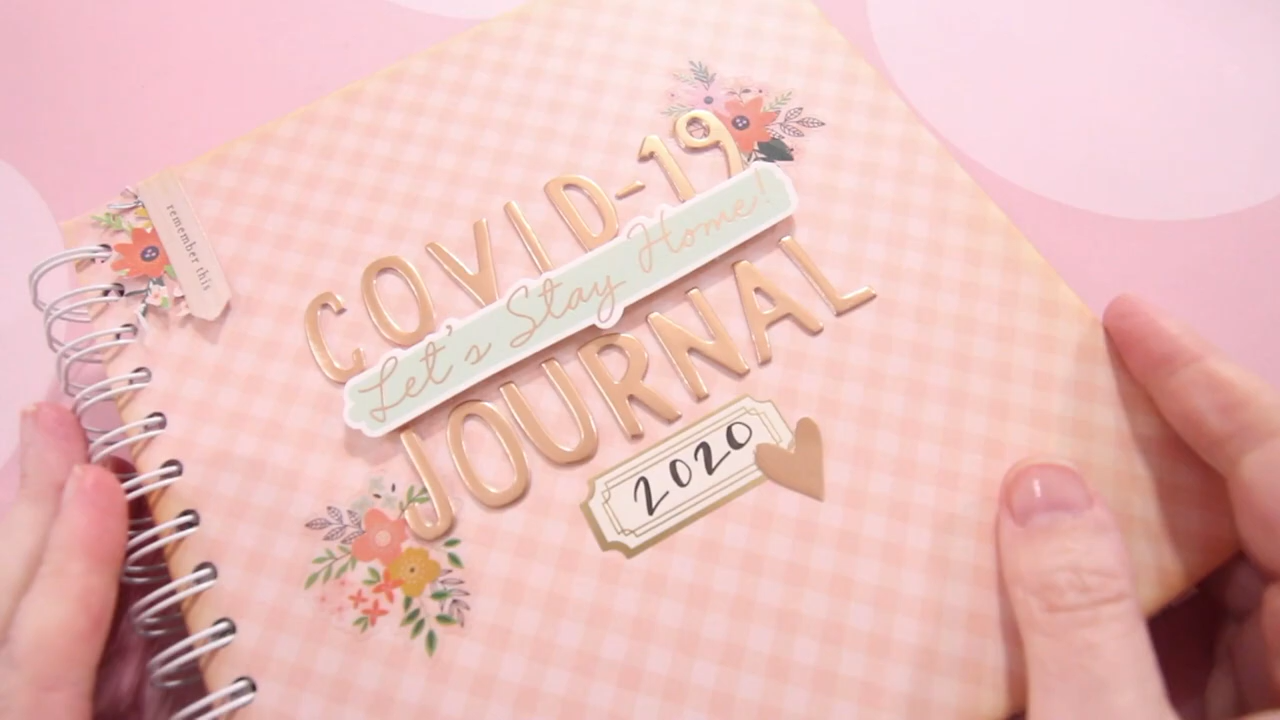 remember this
COVID-19
Let's Stay Home!
JOURNAL
2020